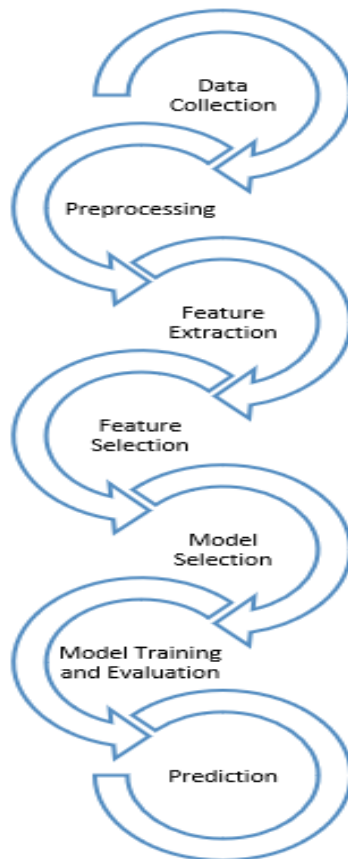 Data
Collection
Preprocessing
Feature
Extraction
Feature
Selection
Model
Selection
Model Training
and Evaluation
Prediction